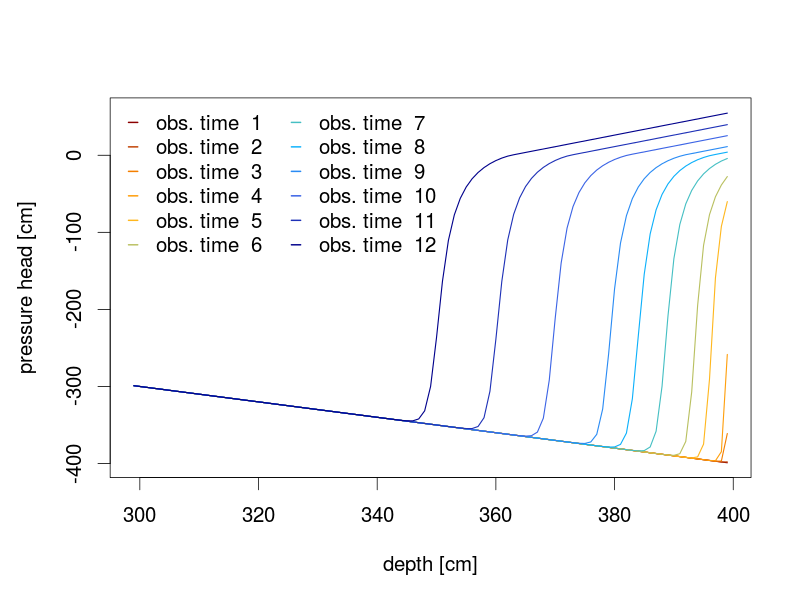 obs. time 1
obs. time 2
obs. time 3
obs. time 4
obs. time 5
obs. time 6
obs. time 7
obs. time 8
obs. time 9
obs. time 10
obs. time 11
obs. time 12
pressure head [cm]
0
-100
-200
-300
-400
300 320 340 360 380 400
depth [cm]